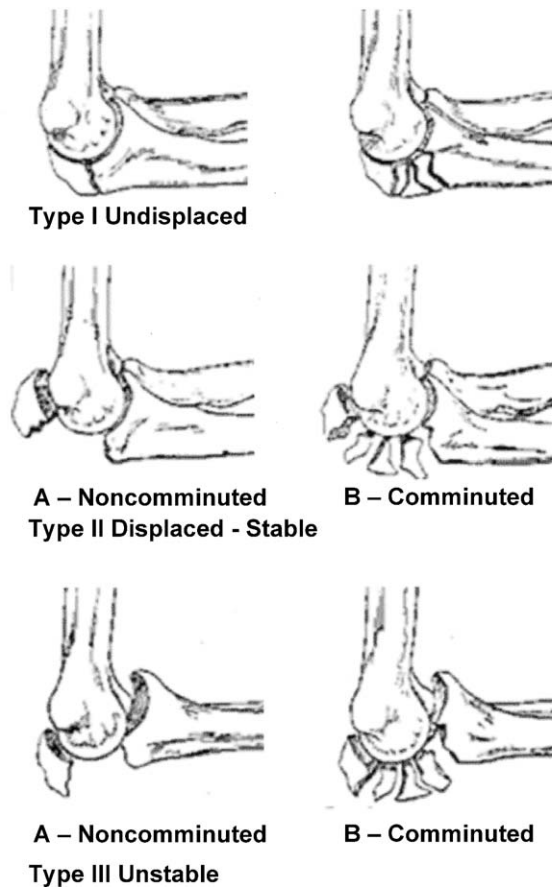 Type I Undisplaced
A – Noncomminuted B – Comminuted
Type II Displaced - Stable
A – Noncomminuted B – Comminuted
Type III Unstable